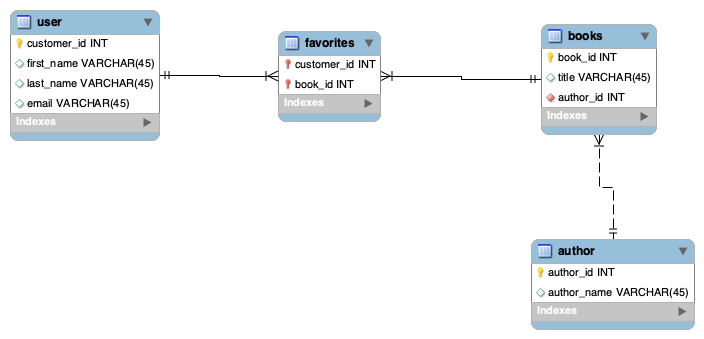 user
customer_id INT
first_name VARCHAR(45)
last_name VARCHAR(45)
email VARCHAR(45)
Indexes
favorites
customer_id INT
book_id INT
Indexes
books
book_id INT
title VARCHAR(45)
author_id INT
Indexes
author
author_id INT
author_name VARCHAR(45)
Indexes